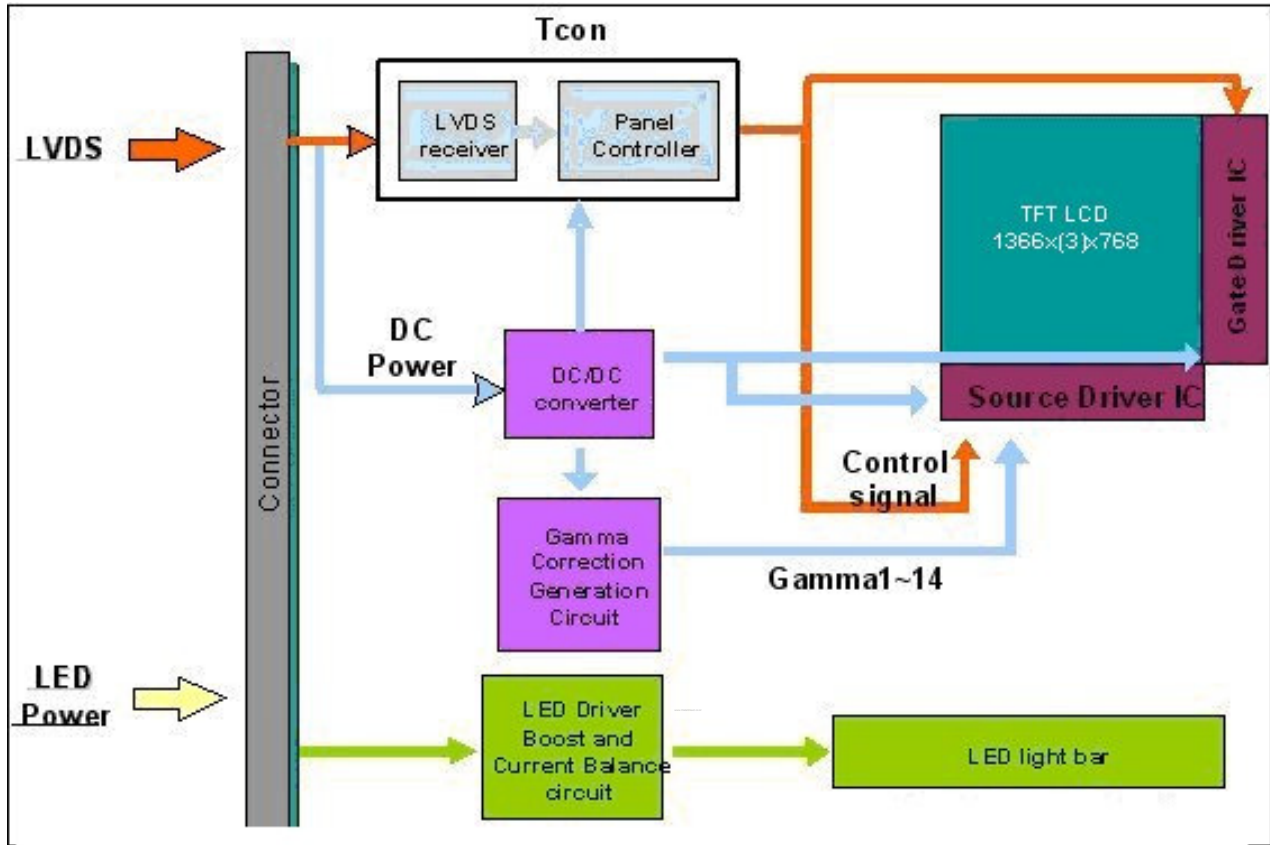 Tcon
LVDS
LVDS
receiver
Panel
Controller
TFT LCD
1366x(3)x768
Gate Driver IC
DC
Power
DC/DC
converter
Source Driver IC
Connector
Control
signal
Gamma
Correction
Generation
Circuit
Gamma1~14
LED
Power
LED Driver
Boost and
Current Balance
circuit
LED light bar